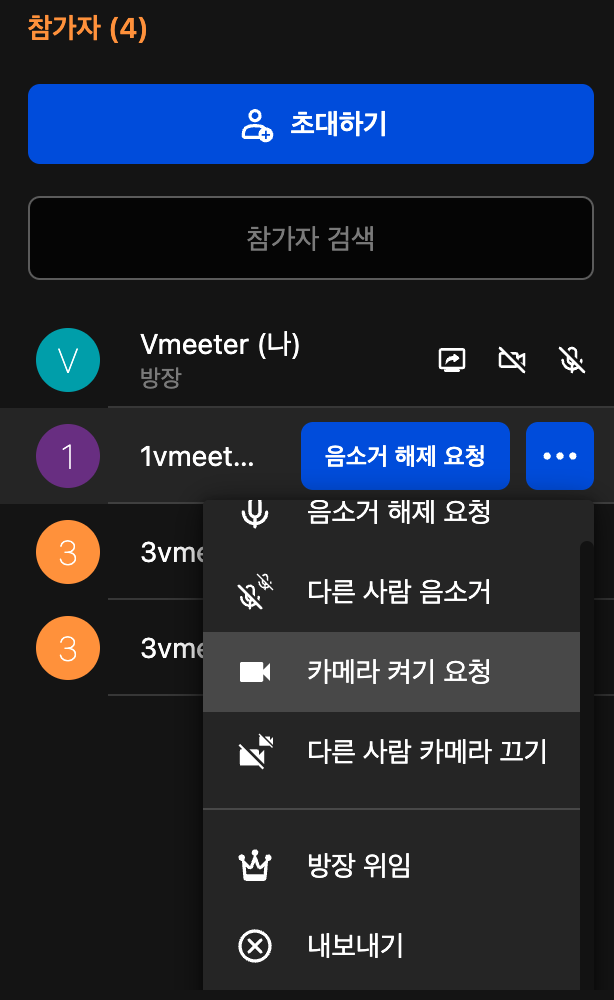 참가자 (4)
초대하기
참가자 검색
V
Vmeeter (나)
방장
1
1vmeet...
음소거 해제 요청
3
3vme
3
3vme
음소거 해제 요청
다른 사람 음소거
카메라 켜기 요청
다른 사람 카메라 끄기
방장 위임
내보내기